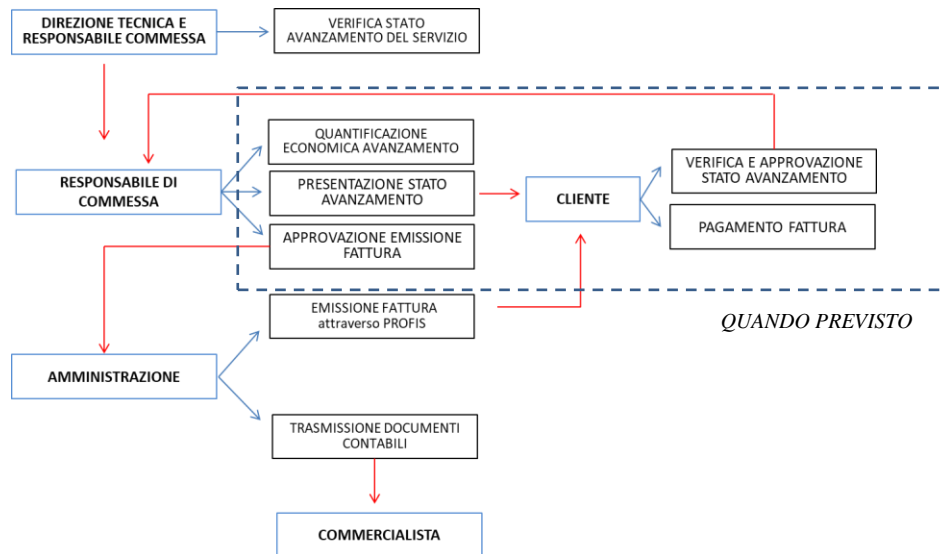 DIREZIONE TECNICA E
RESPONSABILE COMMESSA
VERIFICA STATO
AVANZAMENTO DEL SERVIZIO
QUANTIFICAZIONE
ECONOMICA AVANZAMENTO
VERIFICA E APPROVAZIONE
STATO AVANZAMENTO
RESPONSABILE DI
COMMESSA
PRESENTAZIONE STATO
AVANZAMENTO
CLIENTE
PAGAMENTO FATTURA
APPROVAZIONE EMISSIONE
FATTURA
EMISSIONE FATTURA
attraverso PROFIS
QUANDO PREVISTO
AMMINISTRAZIONE
TRASMISSIONE DOCUMENTI
CONTABILI
COMMERCIALISTA